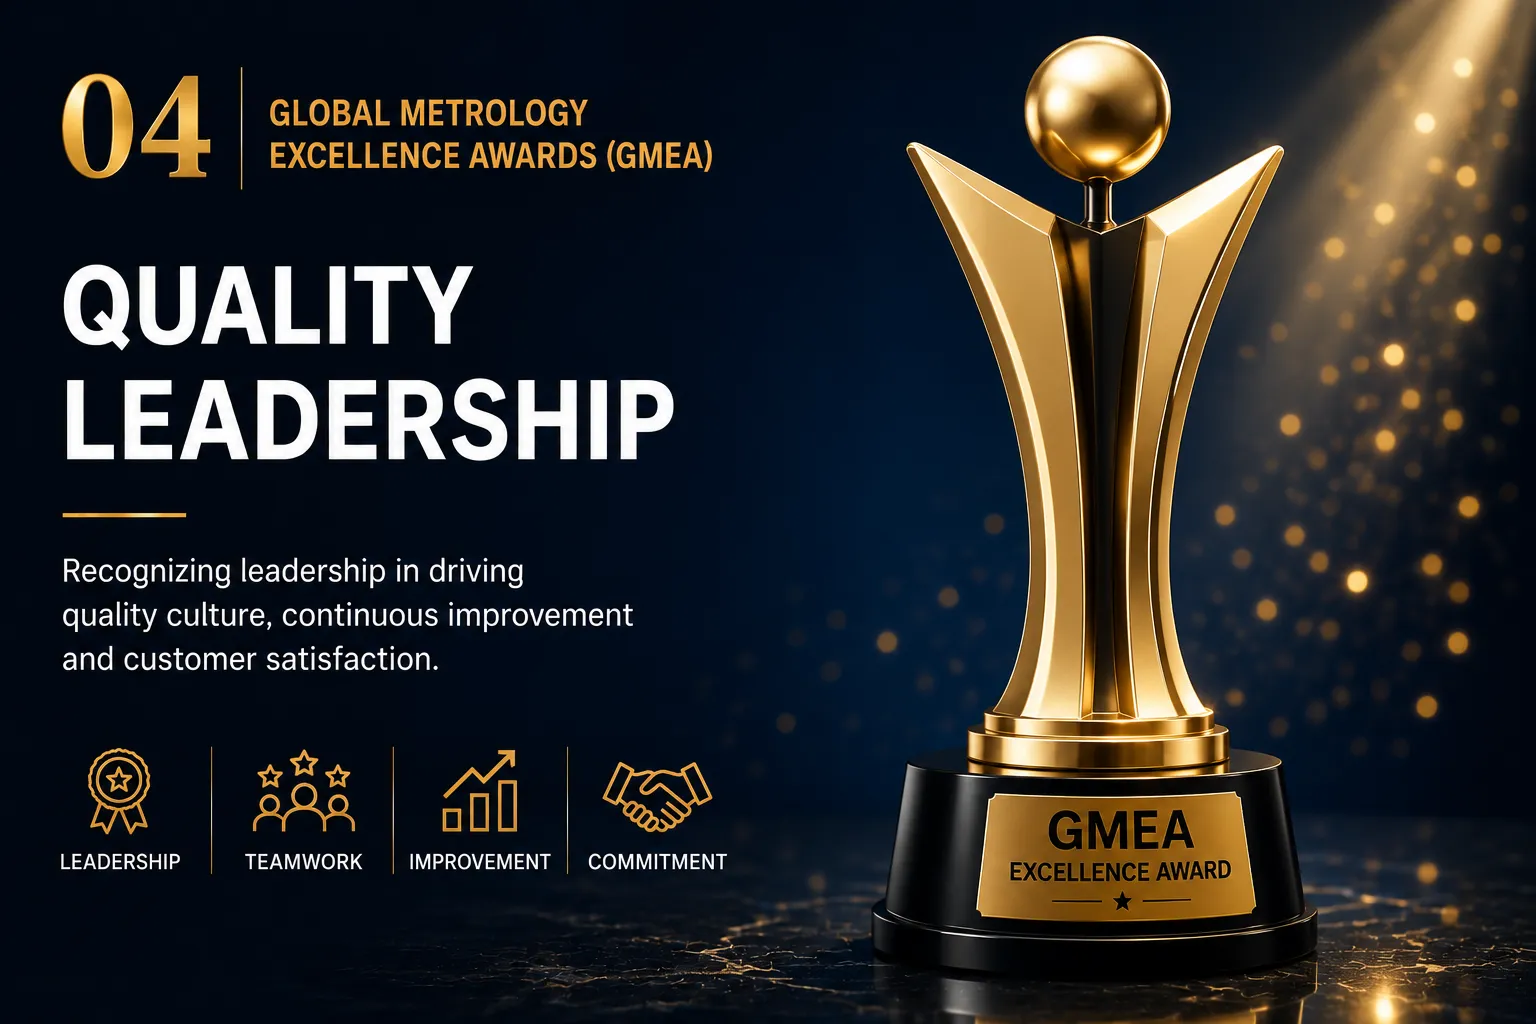 04
GLOBAL METROLOGY
EXCELLENCE AWARDS (GMEA)
QUALITY
LEADERSHIP
Recognizing leadership in driving
quality culture, continuous improvement
and customer satisfaction.
LEADERSHIP
TEAMWORK
IMPROVEMENT
COMMITMENT
GMEA
EXCELLENCE AWARD